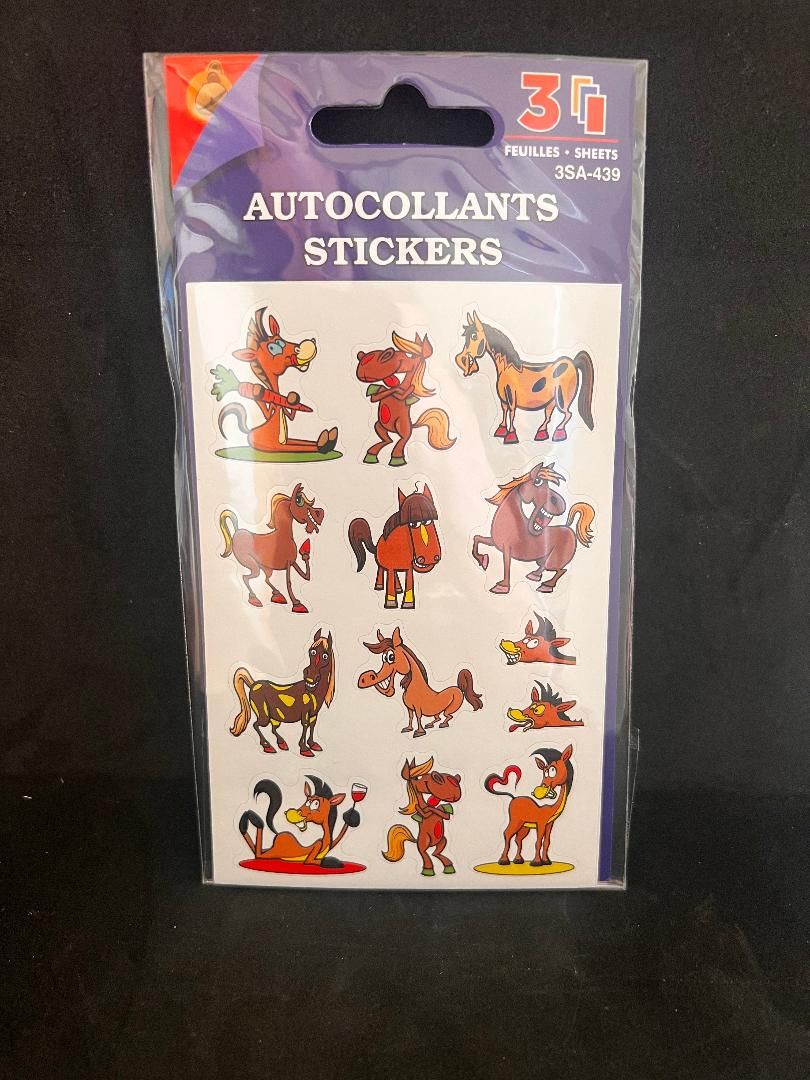 3
FEUILLES • SHEETS
3SA-439
AUTOCOLLANTS
STICKERS